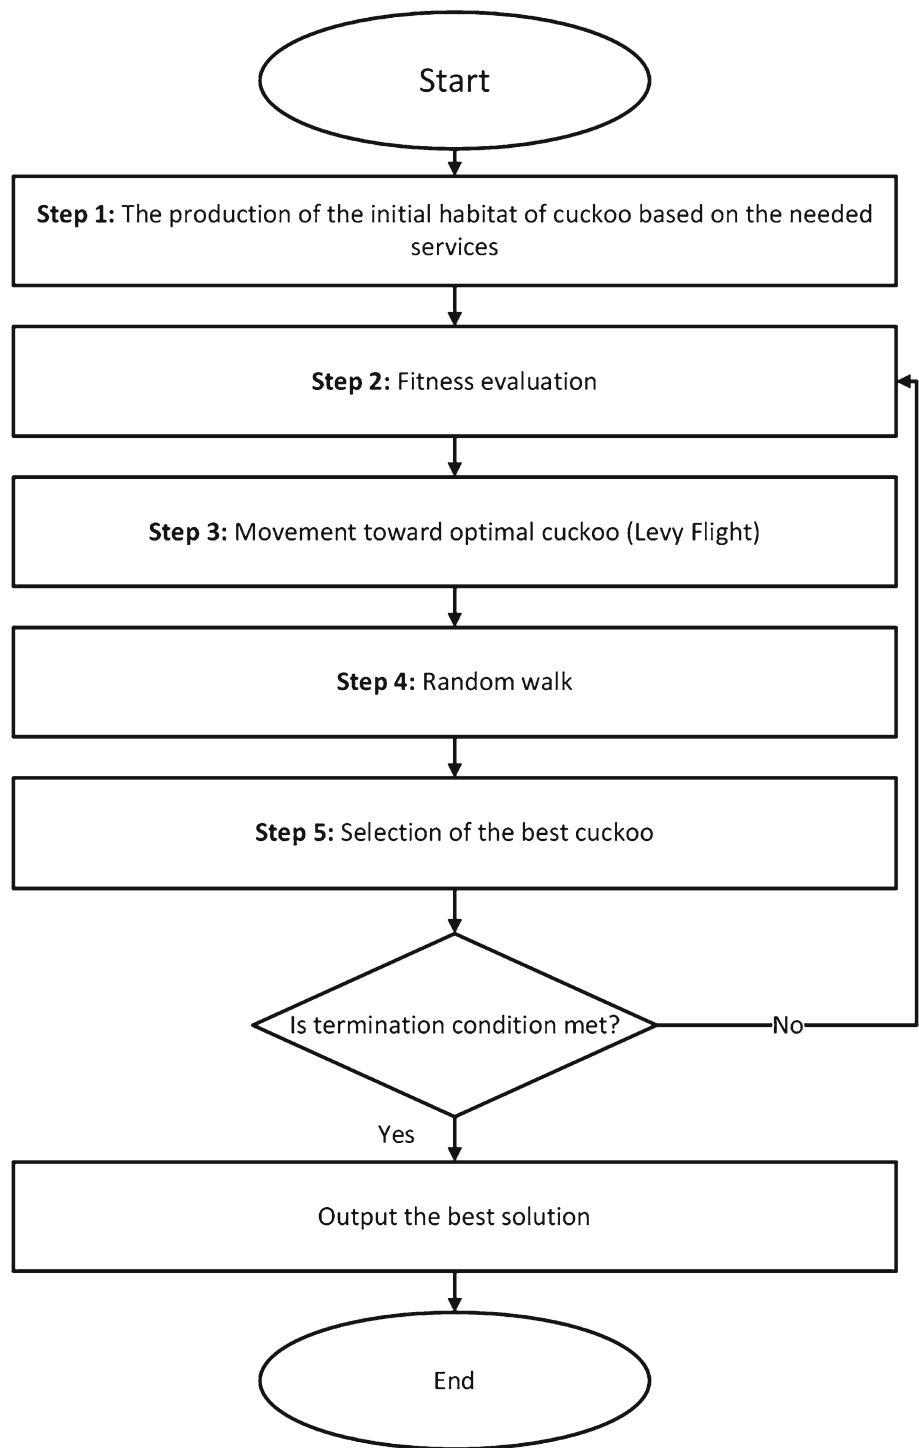 Start
Step 1: The production of the initial habitat of cuckoo based on the needed
services
Step 2: Fitness evaluation
Step 3: Movement toward optimal cuckoo (Levy Flight)
Step 4: Random walk
Step 5: Selection of the best cuckoo
Is termination condition met?
No
Yes
Output the best solution
End